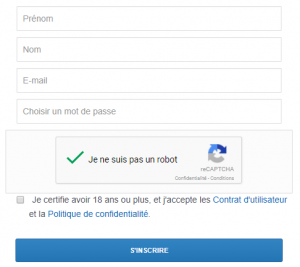 Prénom
Nom
E-mail
Choisir un mot de passe
Je ne suis pas un robot
reCAPTCHA
Confidentialité - Conditions
Je certifie avoir 18 ans ou plus, et j'accepte les Contrat d'utilisateur
et la Politique de confidentialité.
S'INSCRIRE